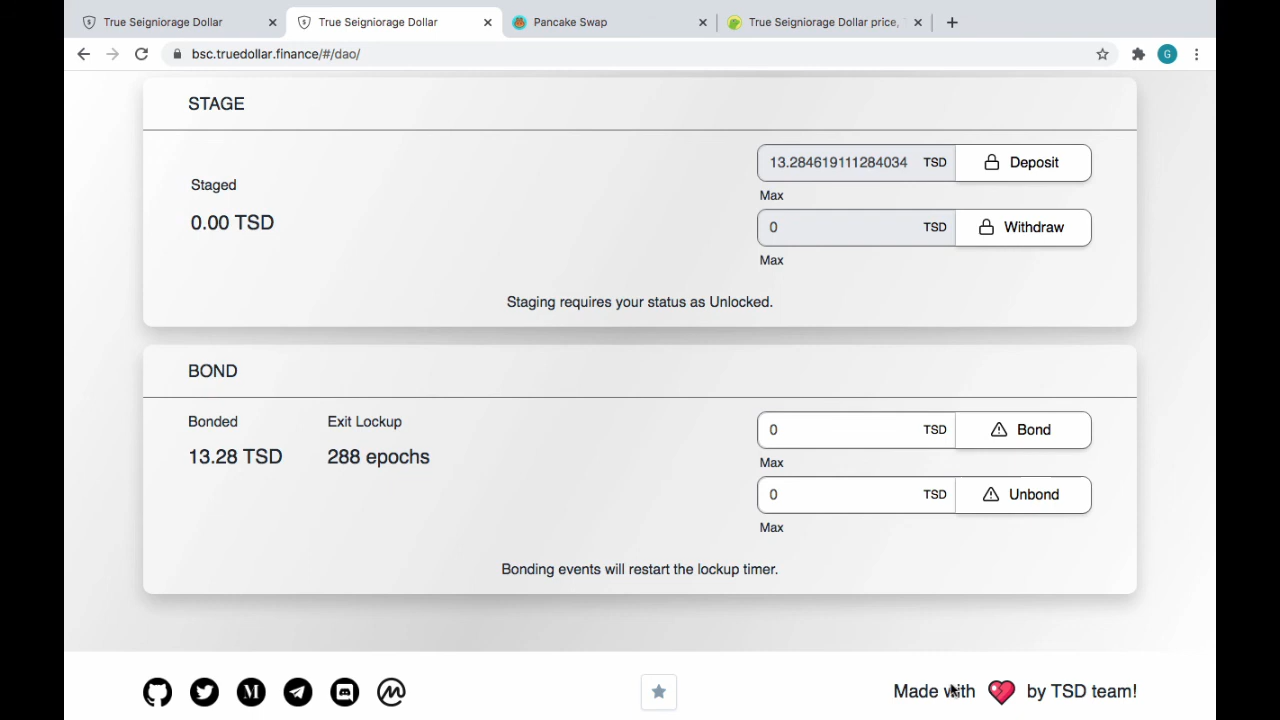 True Seigniorage Dollar
True Seigniorage Dollar
Pancake Swap
True Seigniorage Dollar price,
bsc.truedollar.finance/#/dao/
G
STAGE
Staged
0.00 TSD
13.284619111284034 TSD
Deposit
Max
0 TSD
Withdraw
Max
Staging requires your status as Unlocked.
BOND
Bonded
Exit Lockup
13.28 TSD
288 epochs
0 TSD
Bond
Max
0 TSD
Unbond
Max
Bonding events will restart the lockup timer.
Made with
by TSD team!